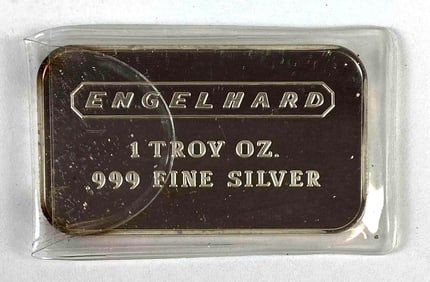 ENGELHARD
1 TROY OZ.
.999 FINE SILVER